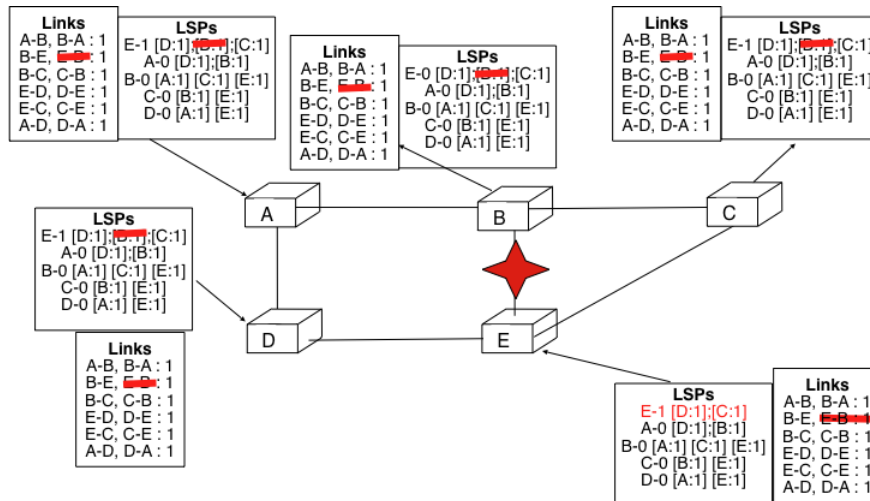 Links
A-B, B-A : 1
B-E, E-B : 1
B-C, C-B : 1
E-D, D-E : 1
E-C, C-E : 1
A-D, D-A : 1
LSPs
E-1 [D:1];[B:1];[C:1]
A-0 [D:1];[B:1]
B-0 [A:1] [C:1] [E:1]
C-0 [B:1] [E:1]
D-0 [A:1] [E:1]
Links
A-B, B-A : 1
B-E, E-B : 1
B-C, C-B : 1
E-D, D-E : 1
E-C, C-E : 1
A-D, D-A : 1
LSPs
E-0 [D:1];[B:1];[C:1]
A-0 [D:1];[B:1]
B-0 [A:1] [C:1] [E:1]
C-0 [B:1] [E:1]
D-0 [A:1] [E:1]
Links
A-B, B-A : 1
B-E, E-B : 1
B-C, C-B : 1
E-D, D-E : 1
E-C, C-E : 1
A-D, D-A : 1
LSPs
E-1 [D:1];[B:1];[C:1]
A-0 [D:1];[B:1]
B-0 [A:1] [C:1] [E:1]
C-0 [B:1] [E:1]
D-0 [A:1] [E:1]
A
B
C
LSPs
E-1 [D:1];[B:1];[C:1]
A-0 [D:1];[B:1]
B-0 [A:1] [C:1] [E:1]
C-0 [B:1] [E:1]
D-0 [A:1] [E:1]
D
E
Links
A-B, B-A : 1
B-E, E-B : 1
B-C, C-B : 1
E-D, D-E : 1
E-C, C-E : 1
A-D, D-A : 1
LSPs
E-1 [D:1];[C:1]
A-0 [D:1];[B:1]
B-0 [A:1] [C:1] [E:1]
C-0 [B:1] [E:1]
D-0 [A:1] [E:1]
Links
A-B, B-A : 1
B-E, E-B : 1
B-C, C-B : 1
E-D, D-E : 1
E-C, C-E : 1
A-D, D-A : 1